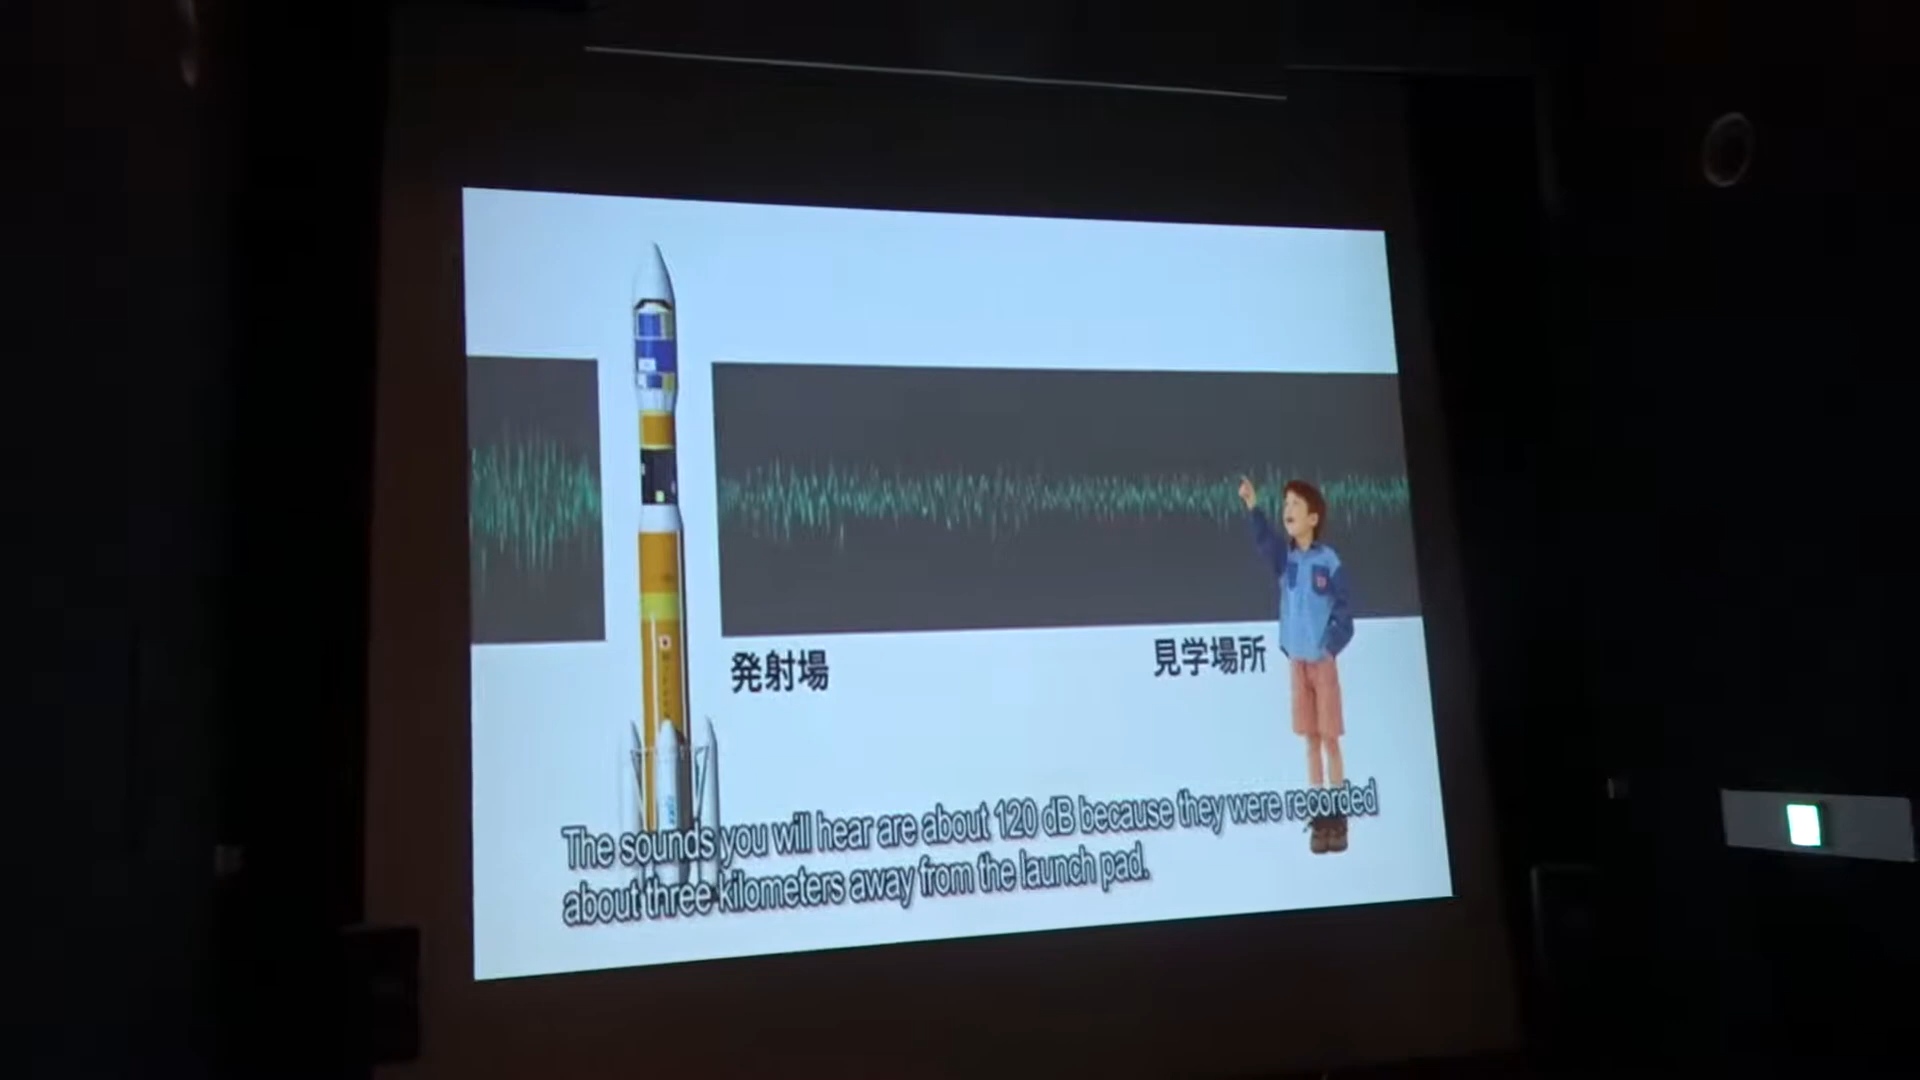 発射場
見学場所
The sounds you will hear are about 120 dB because they were recorded
about three kilometers away from the launch pad.